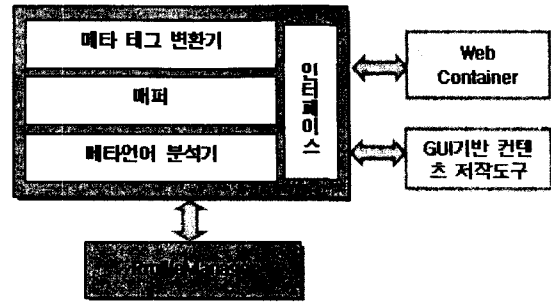 메타 태그 변환기
매퍼
메타언어 분석기
인터페이스
Web
Container
GUI기반 컨텐
츠 저작도구